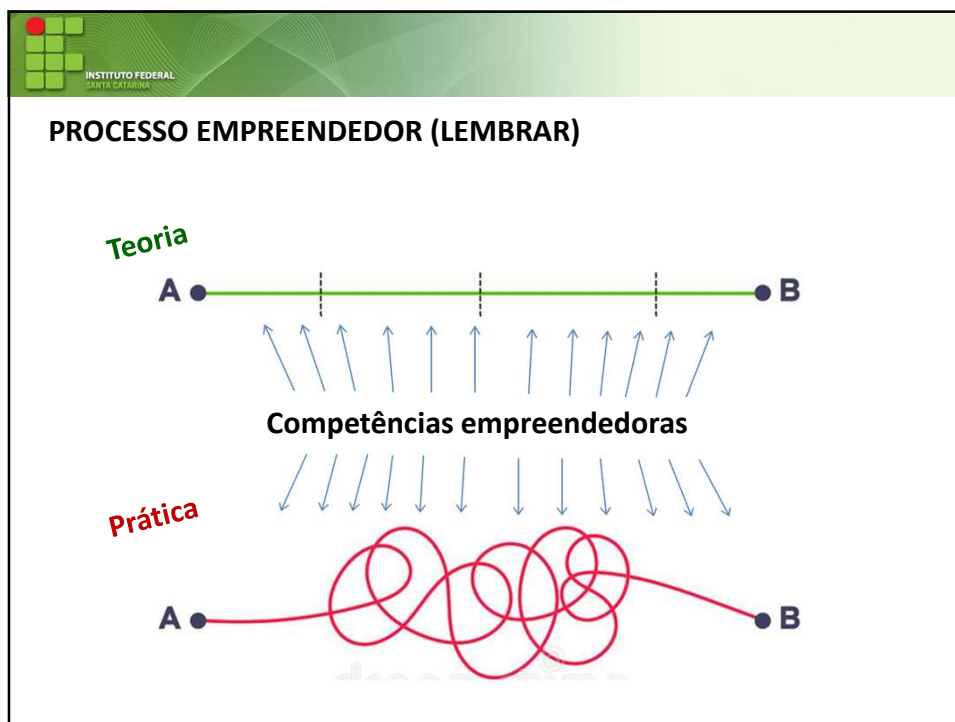 INSTITUTO FEDERAL
SANTA CATARINA
PROCESSO EMPREENDEDOR (LEMBRAR)
Teoria
A B
Competências empreendedoras
Prática
A B